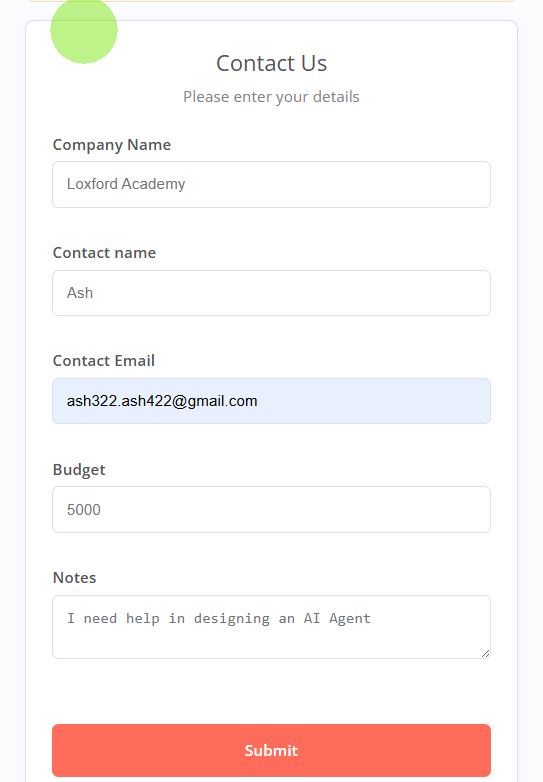 Contact Us
Please enter your details
Company Name
Loxford Academy
Contact name
Ash
Contact Email
ash322.ash422@gmail.com
Budget
5000
Notes
I need help in designing an AI Agent
Submit